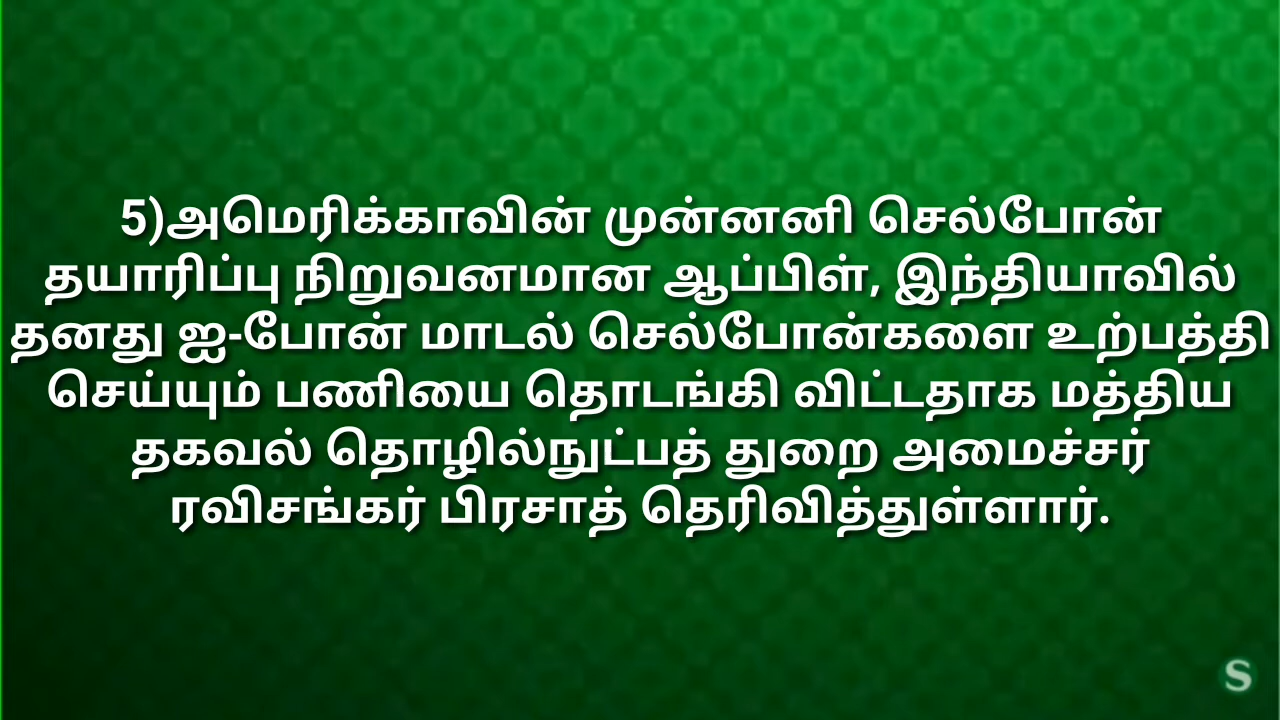 5)அமெரிக்காவின் முன்னனி செல்போன்
தயாரிப்பு நிறுவனமான ஆப்பிள், இந்தியாவில்
தனது ஐ-போன் மாடல் செல்போன்களை உற்பத்தி
செய்யும் பணியை தொடங்கி விட்டதாக மத்திய
தகவல் தொழில்நுட்பத் துறை அமைச்சர்
ரவிசங்கர் பிரசாத் தெரிவித்துள்ளார்.
S